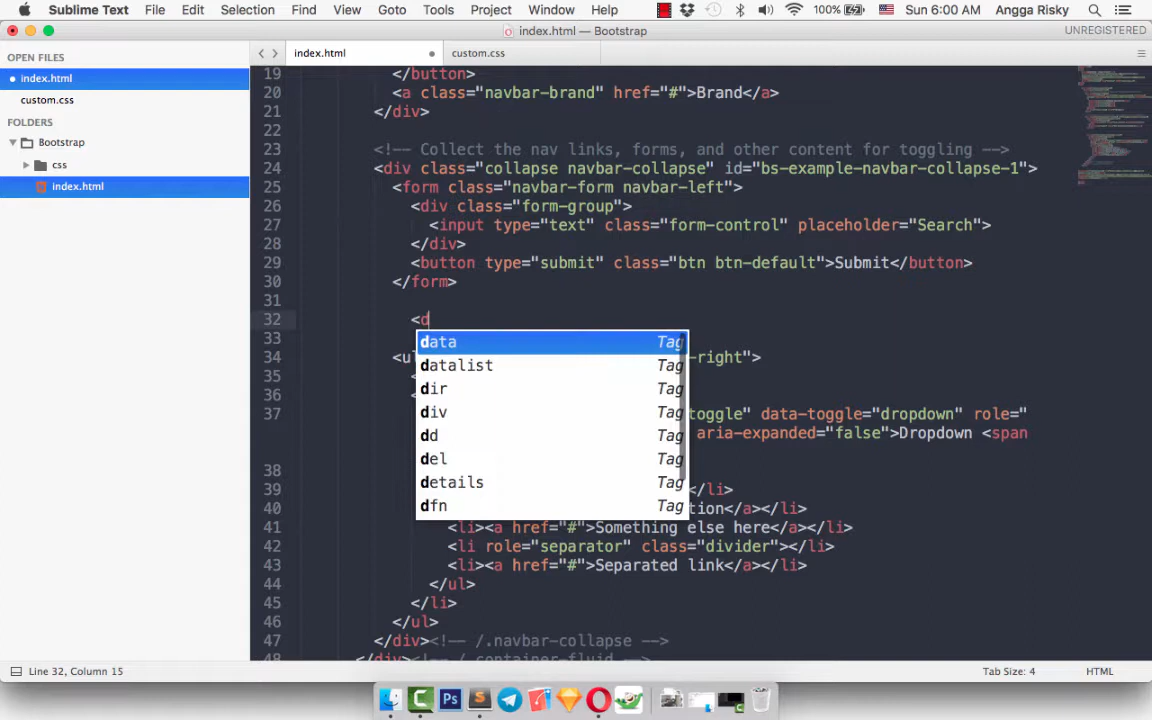 Sublime Text File Edit Selection Find View Goto Tools Project Window Help 100% Sun 6:00 AM Angga Risky
index.html — Bootstrap UNREGISTERED
OPEN FILES
index.html
custom.css
FOLDERS
Bootstrap
css
index.html
index.html custom.css
19 </button>
20 <a class="navbar-brand" href="#">Brand</a>
21 </div>
22
23 <!-- Collect the nav links, forms, and other content for toggling -->
24 <div class="collapse navbar-collapse" id="bs-example-navbar-collapse-1">
25 <form class="navbar-form navbar-left">
26 <div class="form-group">
27 <input type="text" class="form-control" placeholder="Search">
28 </div>
29 <button type="submit" class="btn btn-default">Submit</button>
30 </form>
31
32 <d
data Tag
datalist Tag
dir Tag
div Tag
dd Tag
del Tag
details Tag
dfn Tag
33
34 <ul -right">
35 <
36 <
37 toggle" data-toggle="dropdown" role="
aria-expanded="false">Dropdown <span
38
39 </li>
40 tion</a></li>
41 <li><a href="#">Something else here</a></li>
42 <li role="separator" class="divider"></li>
43 <li><a href="#">Separated link</a></li>
44 </ul>
45 </li>
46 </ul>
47 </div><!-- /.navbar-collapse -->
48 </div><!-- /.container-fluid -->
Line 32, Column 15 Tab Size: 4 HTML